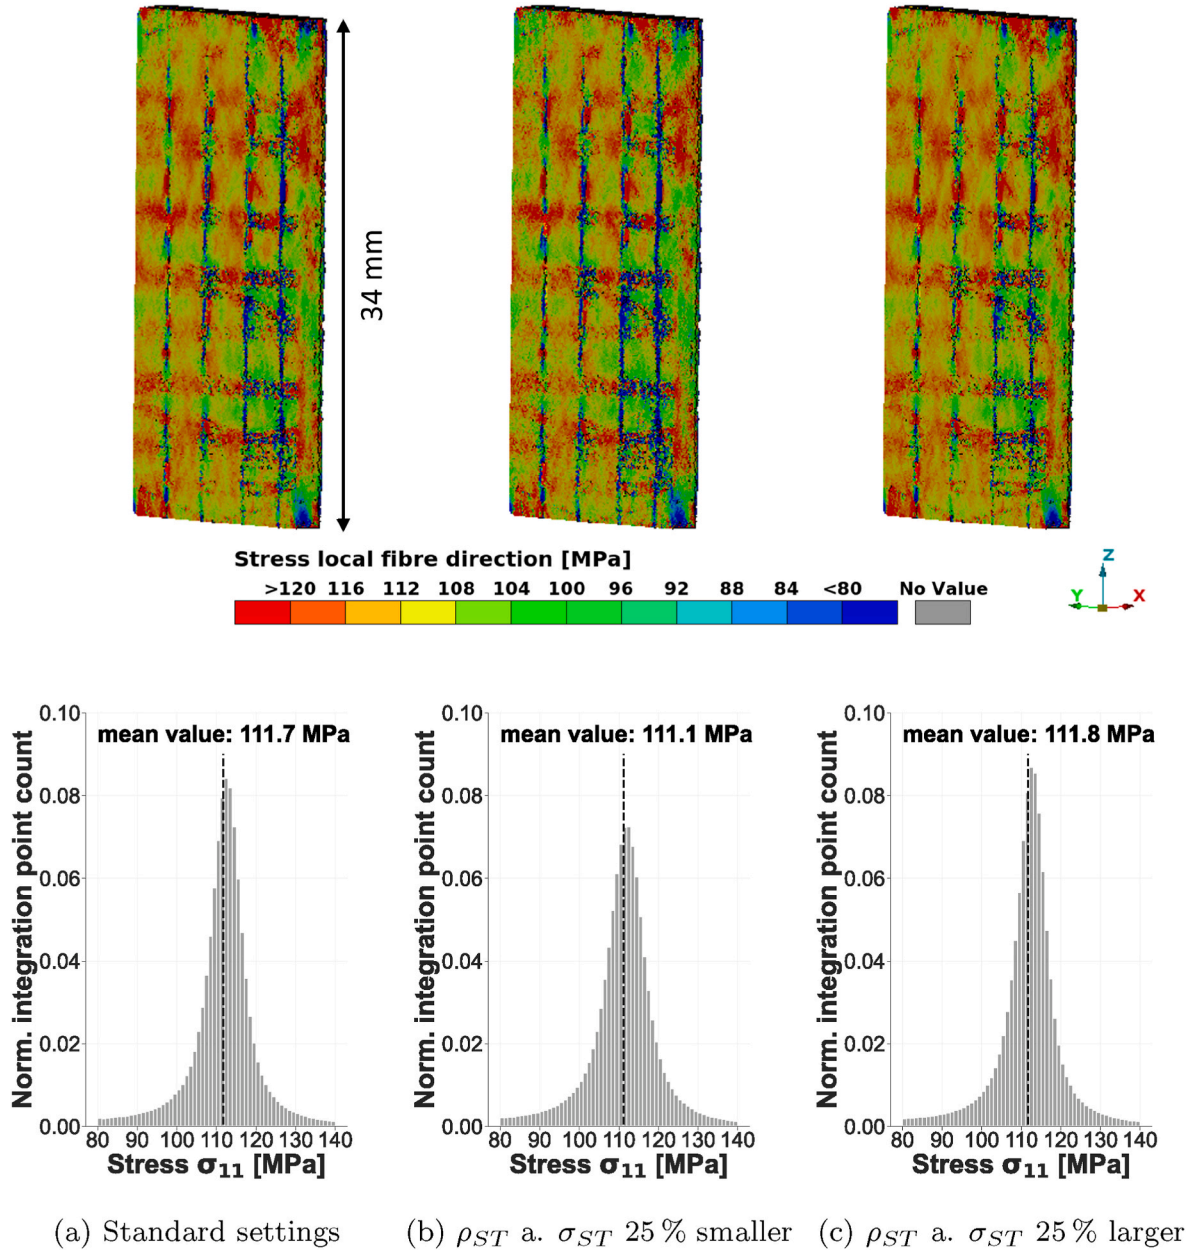 34 mm
Stress local fibre direction [MPa]
>120 116 112 108 104 100 96 92 88 84 <80 No Value
Z
Y X
mean value: 111.7 MPa
Norm. integration point count
0.10
0.08
0.06
0.04
0.02
0.00
80 90 100 110 120 130 140
Stress σ₁₁ [MPa]
(a) Standard settings
mean value: 111.1 MPa
Norm. integration point count
0.10
0.08
0.06
0.04
0.02
0.00
80 90 100 110 120 130 140
Stress σ₁₁ [MPa]
(b) ρ_ST a. σ_ST 25 % smaller
mean value: 111.8 MPa
Norm. integration point count
0.10
0.08
0.06
0.04
0.02
0.00
80 90 100 110 120 130 140
Stress σ₁₁ [MPa]
(c) ρ_ST a. σ_ST 25 % larger